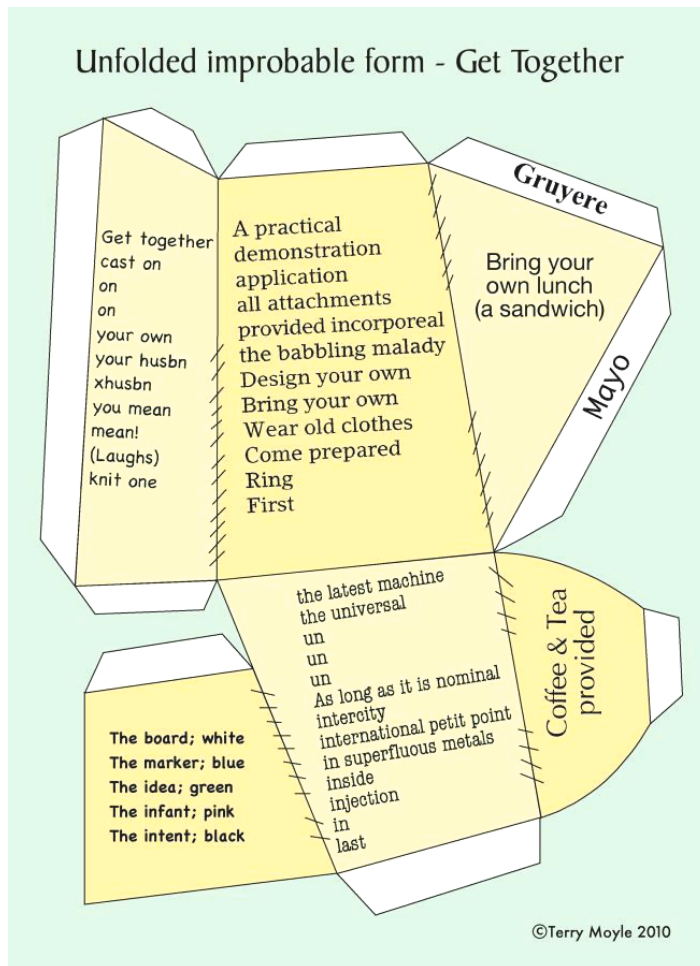 Unfolded improbable form - Get Together
Get together
cast on
on
on
your own
your husbn
xhusbn
you mean
mean!
(Laughs)
knit one
A practical
demonstration
application
all attachments
provided incorporeal
the babbling malady
Design your own
Bring your own
Wear old clothes
Come prepared
Ring
First
Gruyere
Bring your
own lunch
(a sandwich)
Mayo
the latest machine
the universal
un
un
un
As long as it is nominal
intercity
international petit point
in superfluous metals
inside
injection
in
last
Coffee & Tea
provided
The board; white
The marker; blue
The idea; green
The infant; pink
The intent; black
©Terry Moyle 2010